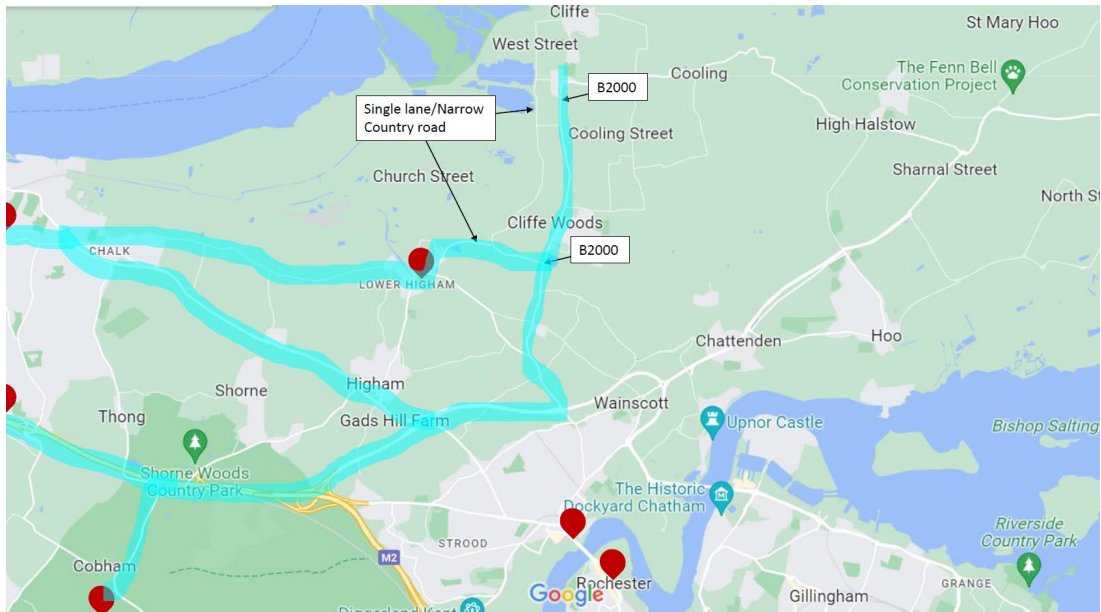 Cliffe
St Mary Hoo
West Street
The Fenn Bell
Conservation Project
Cooling
B2000
Single lane/Narrow
Country road
High Halstow
Cooling Street
Sharnal Street
Church Street
North St
Cliffe Woods
CHALK
B2000
LOWER HIGHAM
Chattenden
Hoo
Higham
Shorne
Wainscott
Thong
Gads Hill Farm
Upnor Castle
Bishop Salting
Shorne Woods
Country Park
The Historic
Dockyard Chatham
Riverside
Country Park
STROOD
M2
Cobham
Rochester
Google
GRANGE
Gillingham
Diggerland Kent